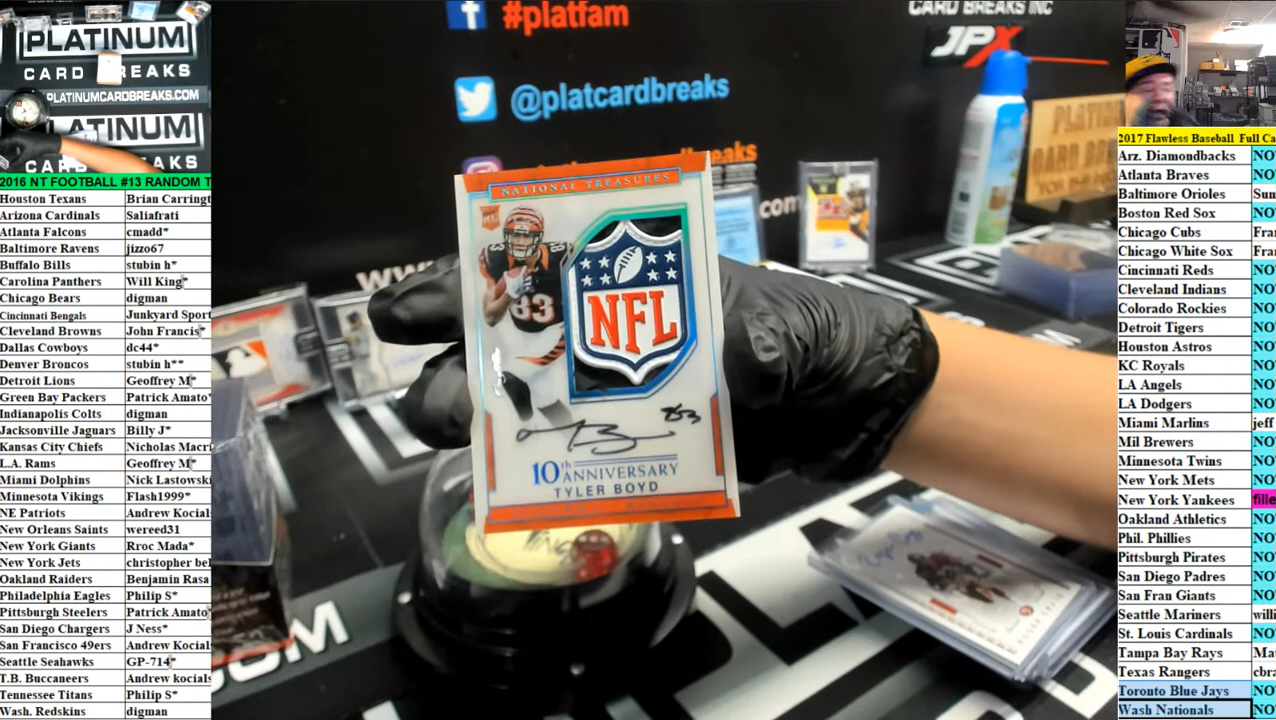 PLATINUM
CARD BREAKS
PLATINUMCARDBREAKS.COM
PLATINUM
CARD BREAKS
2016 NT FOOTBALL #13 RANDOM T
Houston Texans Brian Carringt
Arizona Cardinals Saliafrati
Atlanta Falcons cmadd*
Baltimore Ravens jizzo67
Buffalo Bills stubin h*
Carolina Panthers Will King*
Chicago Bears digman
Cincinnati Bengals Junkyard Sport
Cleveland Browns John Francis*
Dallas Cowboys dc44*
Denver Broncos stubin h**
Detroit Lions Geoffrey M*
Green Bay Packers Patrick Amato*
Indianapolis Colts digman
Jacksonville Jaguars Billy J*
Kansas City Chiefs Nicholas Macri
L.A. Rams Geoffrey M*
Miami Dolphins Nick Lastowski
Minnesota Vikings Flash1999*
NE Patriots Andrew Kocials
New Orleans Saints wereed31
New York Giants Rroc Mada*
New York Jets christopher bel
Oakland Raiders Benjamin Rasa
Philadelphia Eagles Philip S*
Pittsburgh Steelers Patrick Amato*
San Diego Chargers J Ness*
San Francisco 49ers Andrew Kocials
Seattle Seahawks GP-714*
T.B. Buccaneers Andrew kocials
Tennessee Titans Philip S*
Wash. Redskins digman
#platfam
@platcardbreaks
CARD BREAKS INC
JPX
www
com
NATIONAL TREASURES
RC
83
NFL
10th ANNIVERSARY
TYLER BOYD
2017 Flawless Baseball Full Ca
Arz. Diamondbacks NO
Atlanta Braves NO
Baltimore Orioles Sun
Boston Red Sox NO
Chicago Cubs Fra
Chicago White Sox Fra
Cincinnati Reds NO
Cleveland Indians NO
Colorado Rockies NO
Detroit Tigers NO
Houston Astros NO
KC Royals NO
LA Angels NO
LA Dodgers NO
Miami Marlins jeff
Mil Brewers NO
Minnesota Twins NO
New York Mets NO
New York Yankees fille
Oakland Athletics NO
Phil. Phillies NO
Pittsburgh Pirates NO
San Diego Padres NO
San Fran Giants NO
Seattle Mariners willi
St. Louis Cardinals NO
Tampa Bay Rays Ma
Texas Rangers cbra
Toronto Blue Jays NO
Wash Nationals NO